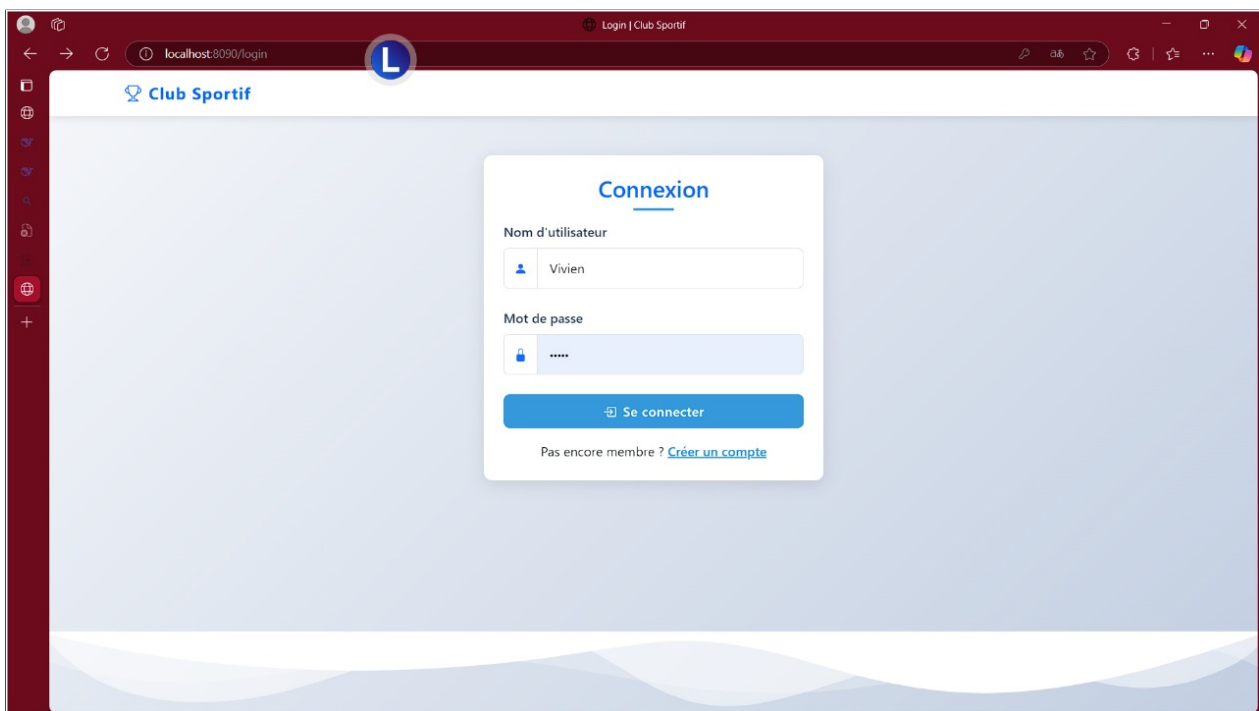 Login | Club Sportif
localhost:8090/login
L
Club Sportif
Connexion
Nom d'utilisateur
Vivien
Mot de passe
•••••
Se connecter
Pas encore membre ? Créer un compte